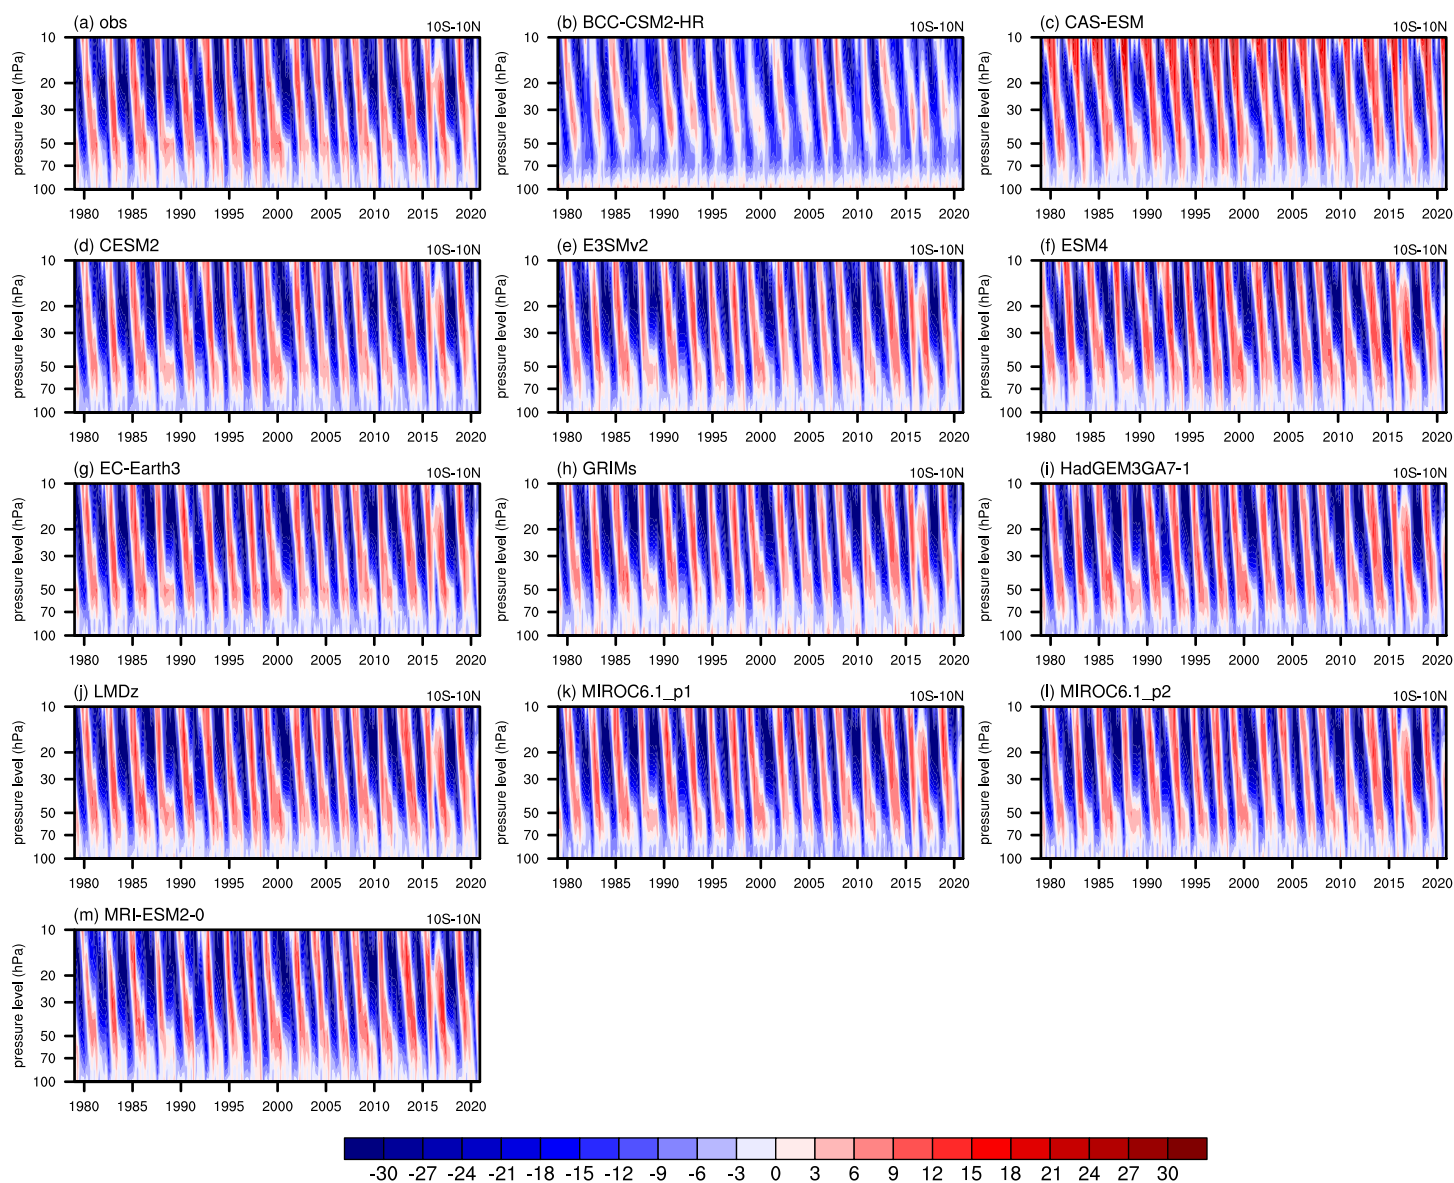 (a) obs 10S-10N
(b) BCC-CSM2-HR 10S-10N
(c) CAS-ESM 10S-10N
pressure level (hPa)
10
20
30
50
70
100
1980 1985 1990 1995 2000 2005 2010 2015 2020
pressure level (hPa)
10
20
30
50
70
100
1980 1985 1990 1995 2000 2005 2010 2015 2020
pressure level (hPa)
10
20
30
50
70
100
1980 1985 1990 1995 2000 2005 2010 2015 2020
(d) CESM2 10S-10N
(e) E3SMv2 10S-10N
(f) ESM4 10S-10N
pressure level (hPa)
10
20
30
50
70
100
1980 1985 1990 1995 2000 2005 2010 2015 2020
pressure level (hPa)
10
20
30
50
70
100
1980 1985 1990 1995 2000 2005 2010 2015 2020
pressure level (hPa)
10
20
30
50
70
100
1980 1985 1990 1995 2000 2005 2010 2015 2020
(g) EC-Earth3 10S-10N
(h) GRIMs 10S-10N
(i) HadGEM3GA7-1 10S-10N
pressure level (hPa)
10
20
30
50
70
100
1980 1985 1990 1995 2000 2005 2010 2015 2020
pressure level (hPa)
10
20
30
50
70
100
1980 1985 1990 1995 2000 2005 2010 2015 2020
pressure level (hPa)
10
20
30
50
70
100
1980 1985 1990 1995 2000 2005 2010 2015 2020
(j) LMDz 10S-10N
(k) MIROC6.1_p1 10S-10N
(l) MIROC6.1_p2 10S-10N
pressure level (hPa)
10
20
30
50
70
100
1980 1985 1990 1995 2000 2005 2010 2015 2020
pressure level (hPa)
10
20
30
50
70
100
1980 1985 1990 1995 2000 2005 2010 2015 2020
pressure level (hPa)
10
20
30
50
70
100
1980 1985 1990 1995 2000 2005 2010 2015 2020
(m) MRI-ESM2-0 10S-10N
pressure level (hPa)
10
20
30
50
70
100
1980 1985 1990 1995 2000 2005 2010 2015 2020
-30 -27 -24 -21 -18 -15 -12 -9 -6 -3 0 3 6 9 12 15 18 21 24 27 30